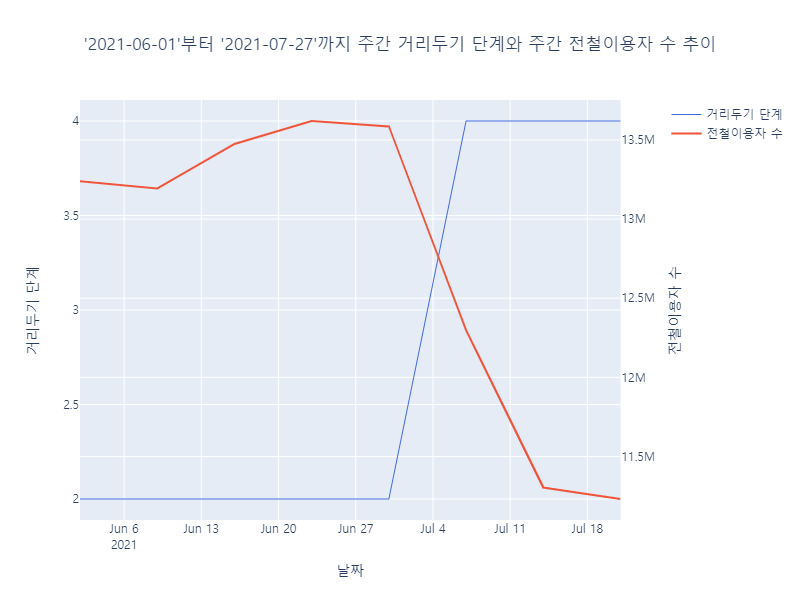 '2021-06-01'부터 '2021-07-27'까지 주간 거리두기 단계와 주간 전철이용자 수 추이
거리두기 단계
전철이용자 수
4
3.5
3
2.5
2
거리두기 단계
13.5M
13M
12.5M
12M
11.5M
전철이용자 수
Jun 6 Jun 13 Jun 20 Jun 27 Jul 4 Jul 11 Jul 18
2021
날짜